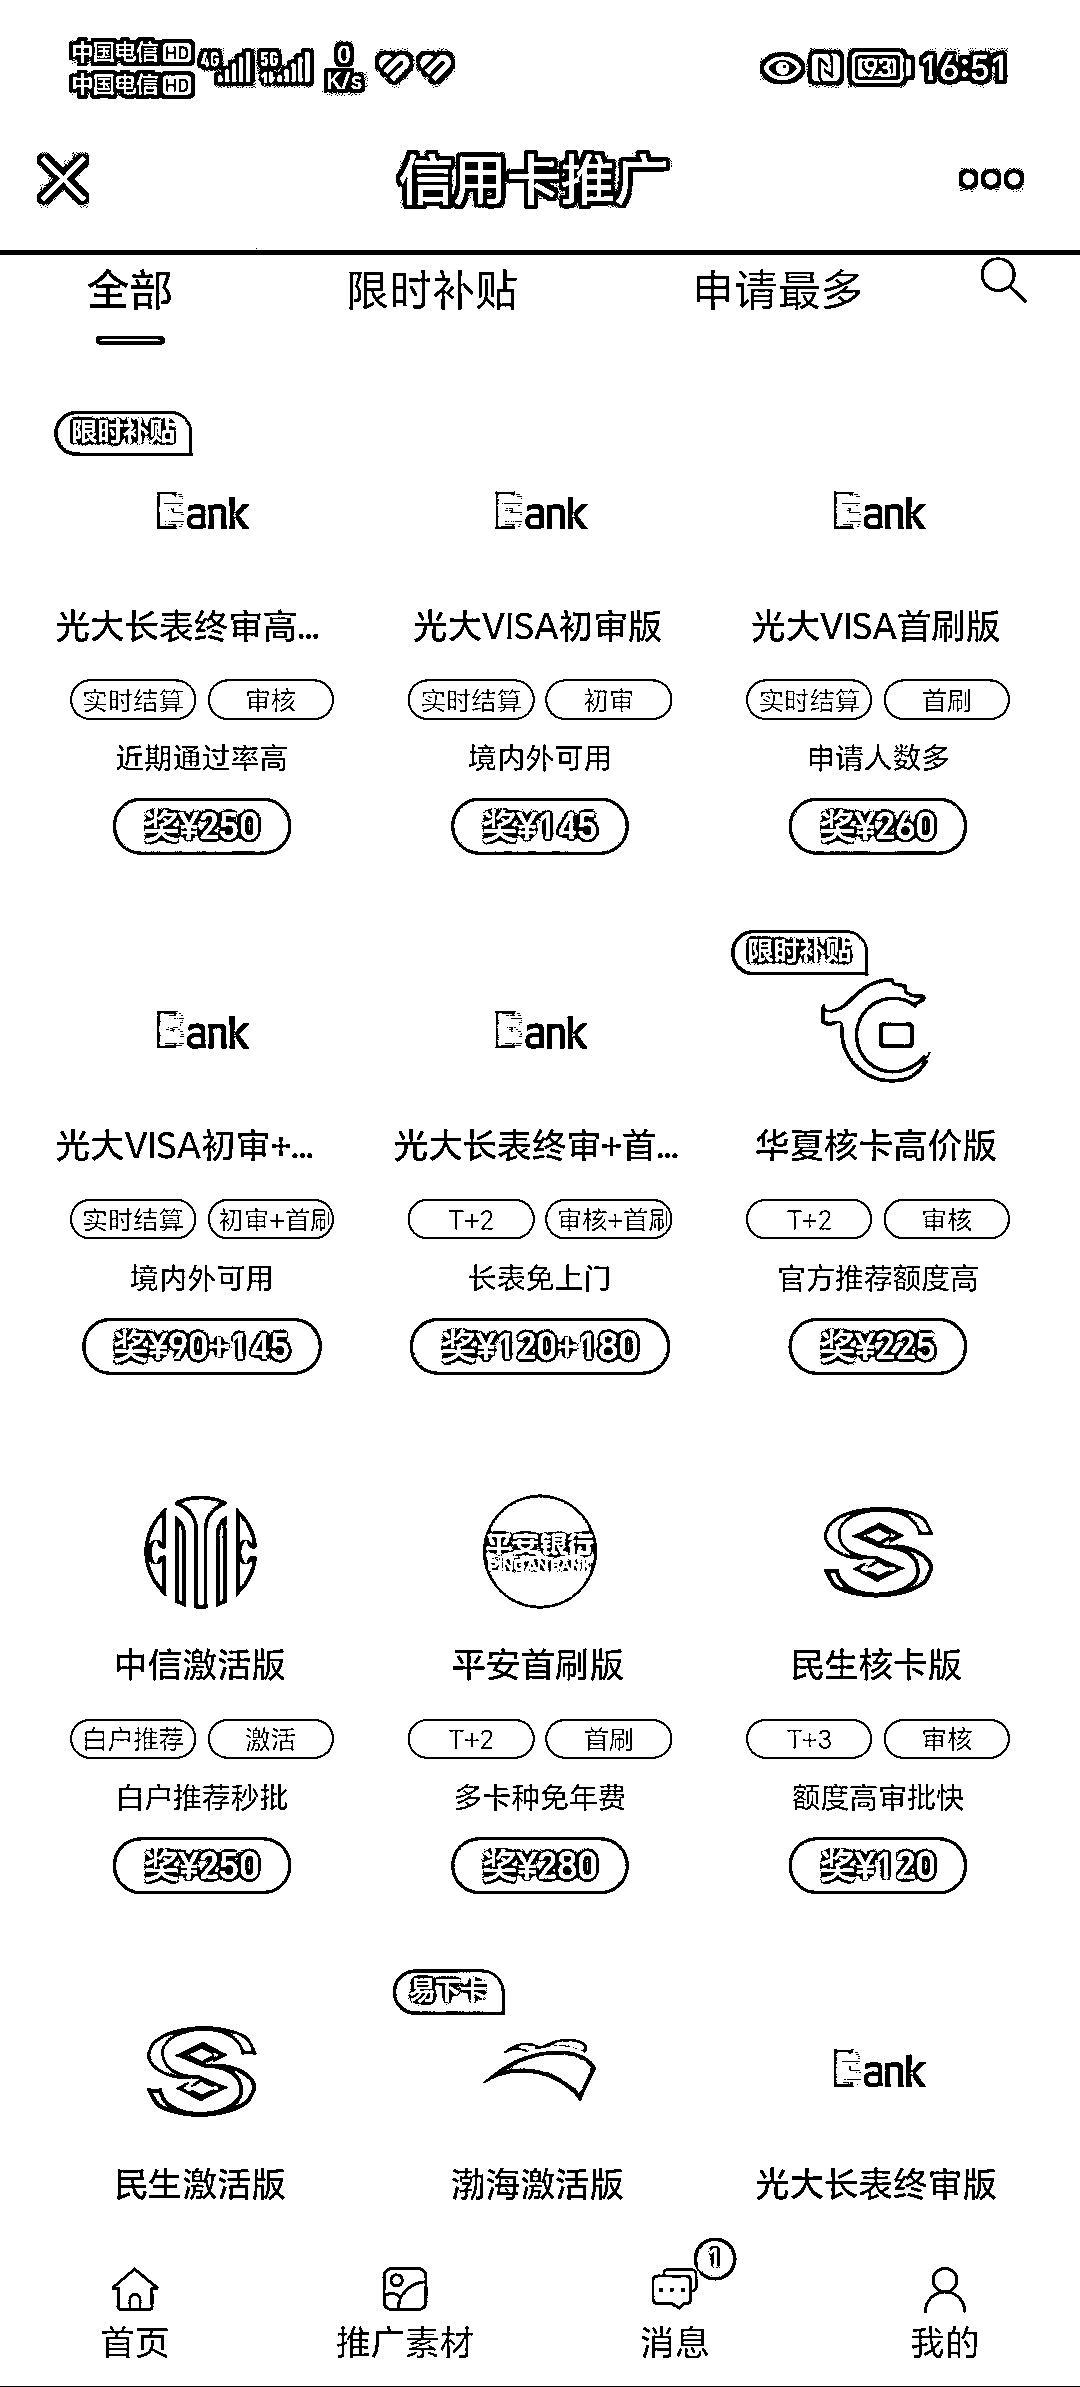 中国电信 HD 4G 5G 0 K/s 93 16:51
中国电信 HD
信用卡推广
全部 限时补贴 申请最多
限时补贴
Bank Bank Bank
光大长表终审高... 光大VISA初审版 光大VISA首刷版
实时结算 审核 实时结算 初审 实时结算 首刷
近期通过率高 境内外可用 申请人数多
奖¥250 奖¥145 奖¥260
限时补贴
Bank Bank
光大VISA初审+... 光大长表终审+首... 华夏核卡高价版
实时结算 初审+首刷 T+2 审核+首刷 T+2 审核
境内外可用 长表免上门 官方推荐额度高
奖¥90+145 奖¥120+180 奖¥225
平安银行
PINGAN BANK
中信激活版 平安首刷版 民生核卡版
白户推荐 激活 T+2 首刷 T+3 审核
白户推荐秒批 多卡种免年费 额度高审批快
奖¥250 奖¥280 奖¥120
易下卡
Bank
民生激活版 渤海激活版 光大长表终审版
1
首页 推广素材 消息 我的